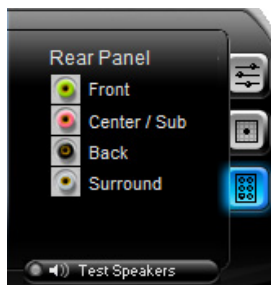 Rear Panel
Front
Center / Sub
Back
Surround
Test Speakers